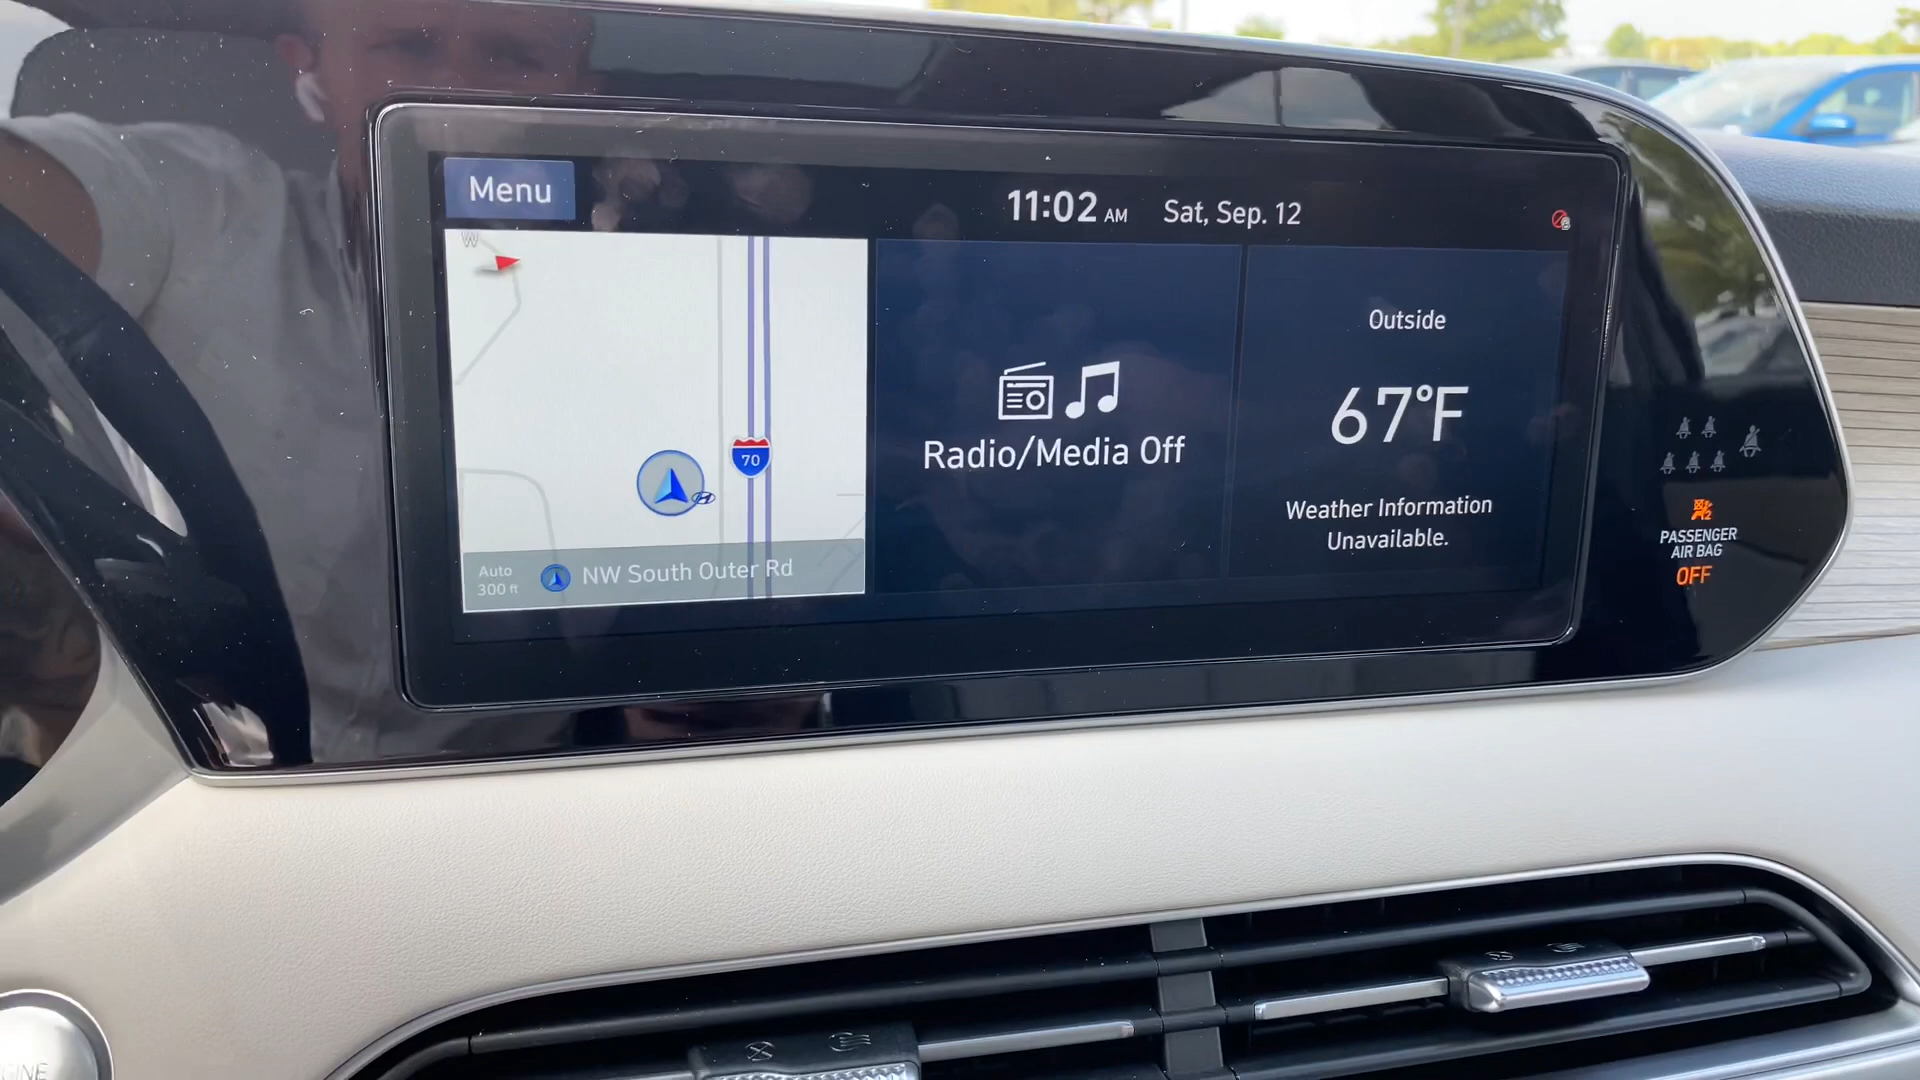 Menu
11:02 AM Sat, Sep. 12
W
70
Auto
300 ft
NW South Outer Rd
Radio/Media Off
Outside
67°F
Weather Information
Unavailable.
2
PASSENGER
AIR BAG
OFF